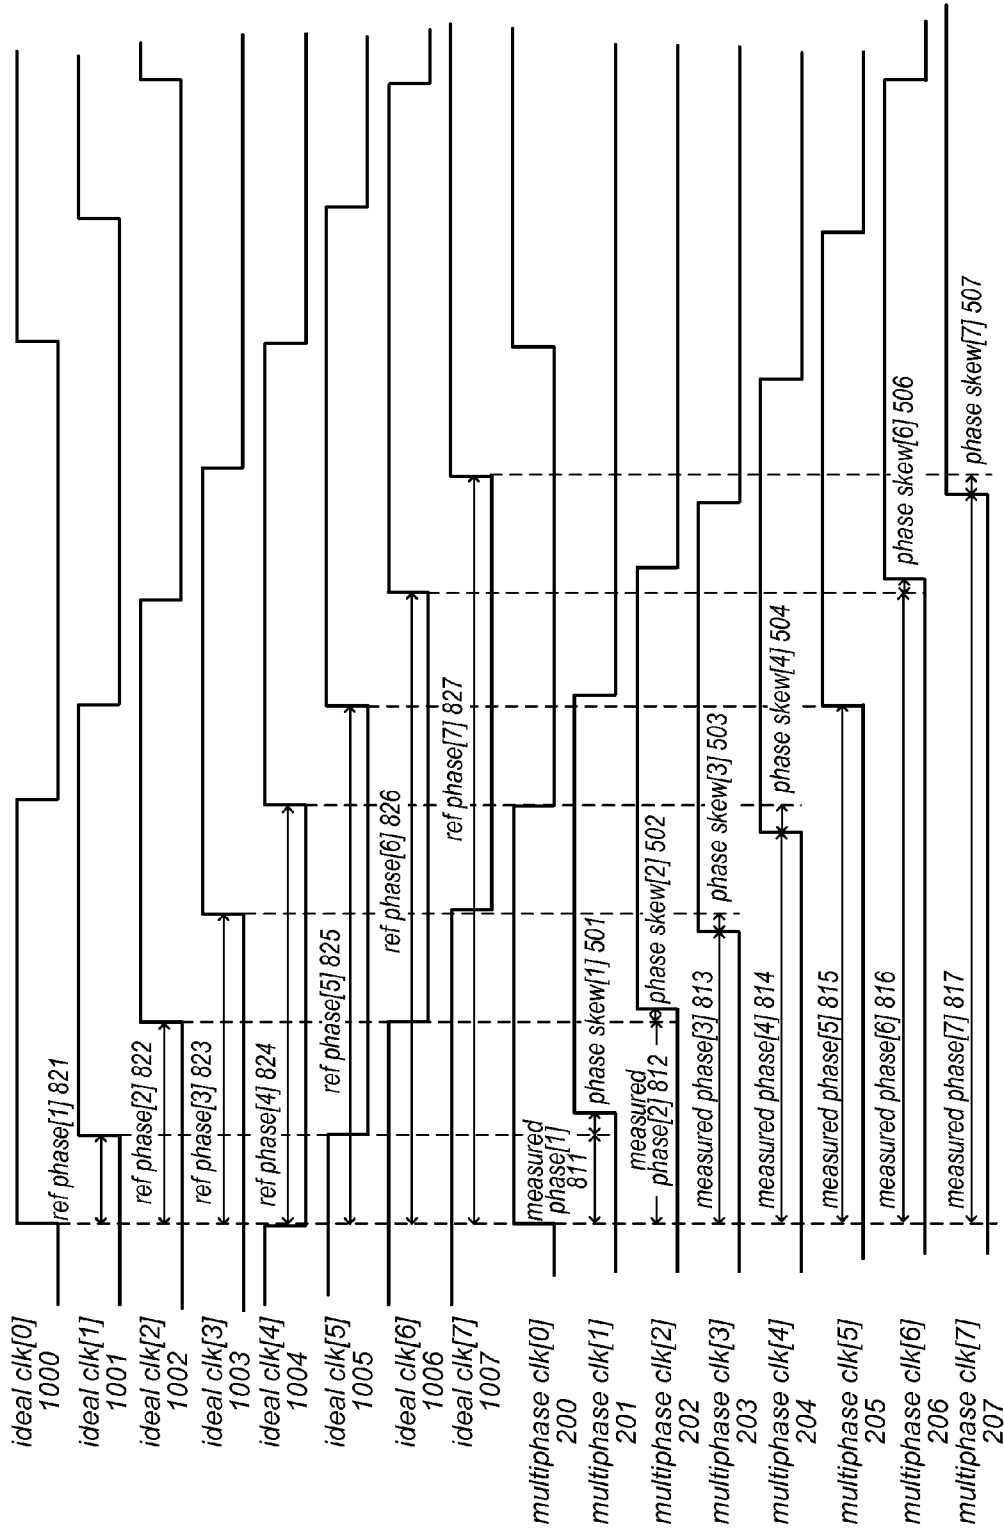 ideal clk[0]
1000
ideal clk[1]
1001
ideal clk[2]
1002
ideal clk[3]
1003
ideal clk[4]
1004
ideal clk[5]
1005
ideal clk[6]
1006
ideal clk[7]
1007
multiphase clk[0]
200
multiphase clk[1]
201
multiphase clk[2]
202
multiphase clk[3]
203
multiphase clk[4]
204
multiphase clk[5]
205
multiphase clk[6]
206
multiphase clk[7]
207
ref phase[1] 821
ref phase[2] 822
ref phase[3] 823
ref phase[4] 824
ref phase[5] 825
ref phase[6] 826
ref phase[7] 827
measured
phase[1]
811
phase skew[1] 501
measured
phase[2] 812
phase skew[2] 502
measured phase[3] 813
phase skew[3] 503
measured phase[4] 814
phase skew[4] 504
measured phase[5] 815
measured phase[6] 816
phase skew[6] 506
measured phase[7] 817
phase skew[7] 507